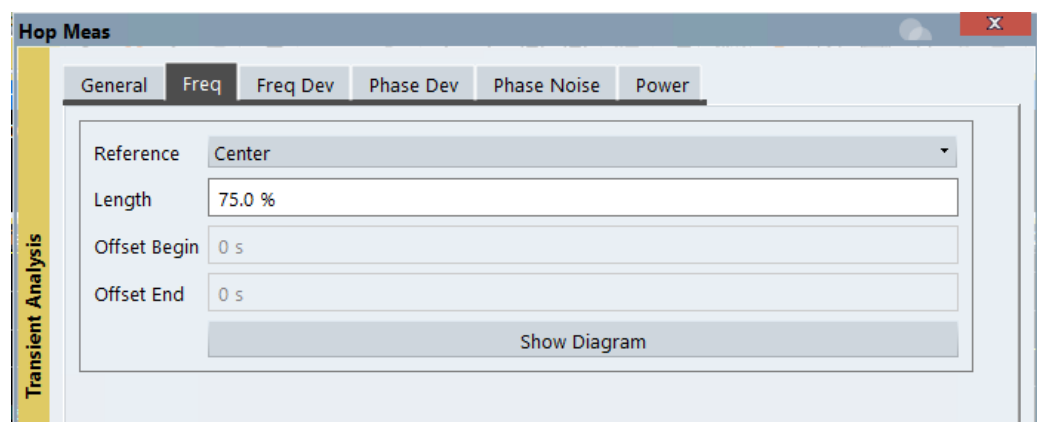 Hop Meas
X
General Freq Freq Dev Phase Dev Phase Noise Power
Reference Center
Length 75.0 %
Offset Begin 0 s
Offset End 0 s
Show Diagram
Transient Analysis